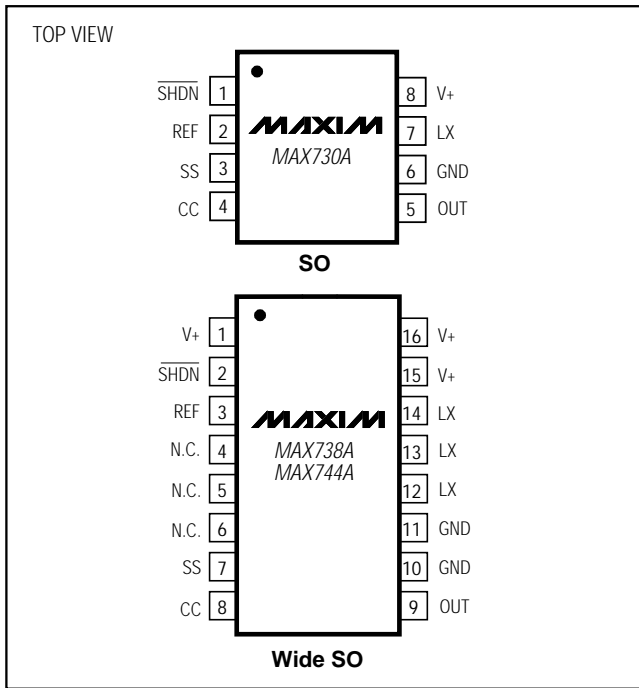 TOP VIEW
SHDN 1 8 V+
REF 2 MAXIM 7 LX
SS 3 MAX730A 6 GND
CC 4 5 OUT
SO
V+ 1 16 V+
SHDN 2 15 V+
REF 3 MAXIM 14 LX
N.C. 4 MAX738A 13 LX
N.C. 5 MAX744A 12 LX
N.C. 6 11 GND
SS 7 10 GND
CC 8 9 OUT
Wide SO